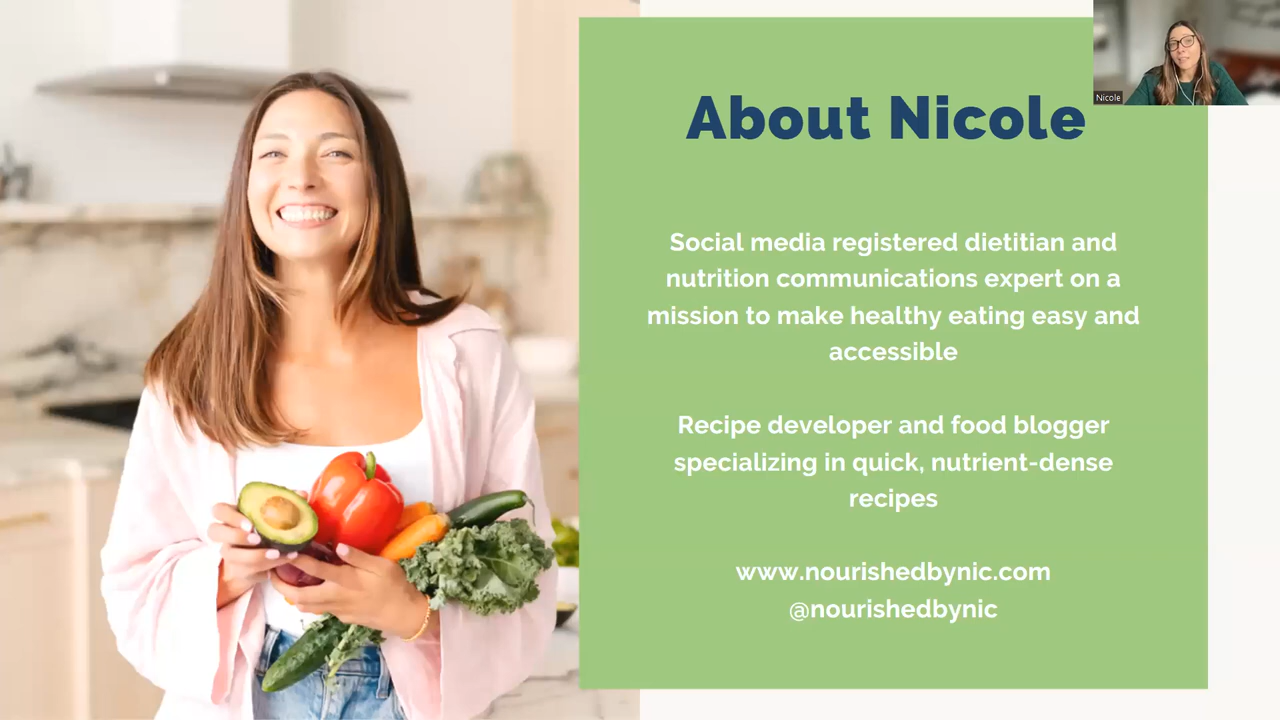 Nicole
About Nicole
Social media registered dietitian and
nutrition communications expert on a
mission to make healthy eating easy and
accessible
Recipe developer and food blogger
specializing in quick, nutrient-dense
recipes
www.nourishedbynic.com
@nourishedbynic